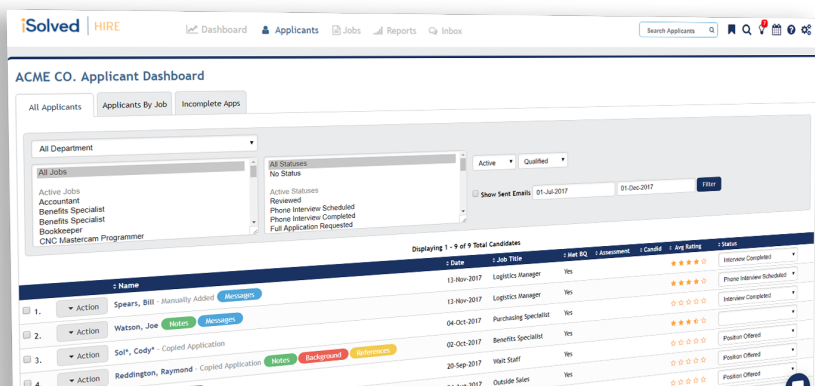 iSolved HIRE
Dashboard Applicants Jobs Reports Inbox
Search Applicants
ACME CO. Applicant Dashboard
All Applicants Applicants By Job Incomplete Apps
All Department
All Jobs
Active Jobs
Accountant
Benefits Specialist
Benefits Specialist
Bookkeeper
CNC Mastercam Programmer
All Statuses
No Status
Active Statuses
Reviewed
Phone Interview Scheduled
Phone Interview Completed
Full Application Requested
Active Qualified
Show Sent Emails 01-Jul-2017 01-Dec-2017 Filter
Displaying 1 - 9 of 9 Total Candidates
Name Date Job Title Met BQ Assessment Candid Avg Rating Status
1. Action Spears, Bill - Manually Added Messages 13-Nov-2017 Logistics Manager Yes Interview Completed
2. Action Watson, Joe Notes Messages 13-Nov-2017 Logistics Manager Yes Phone Interview Scheduled
3. Action Sol*, Cody* - Copied Application 04-Oct-2017 Purchasing Specialist Yes Interview Completed
4. Action Reddington, Raymond - Copied Application Notes Background References 02-Oct-2017 Benefits Specialist Yes
20-Sep-2017 Wait Staff Yes Position Offered
Outside Sales Yes Position Offered
Position Offered